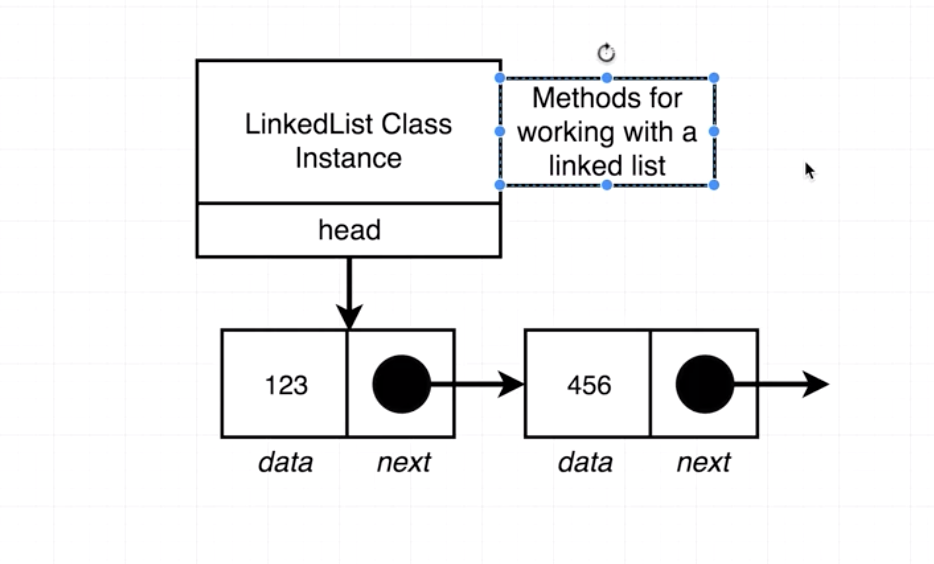 LinkedList Class
Instance
Methods for
working with a
linked list
head
123
456
data
next
data
next